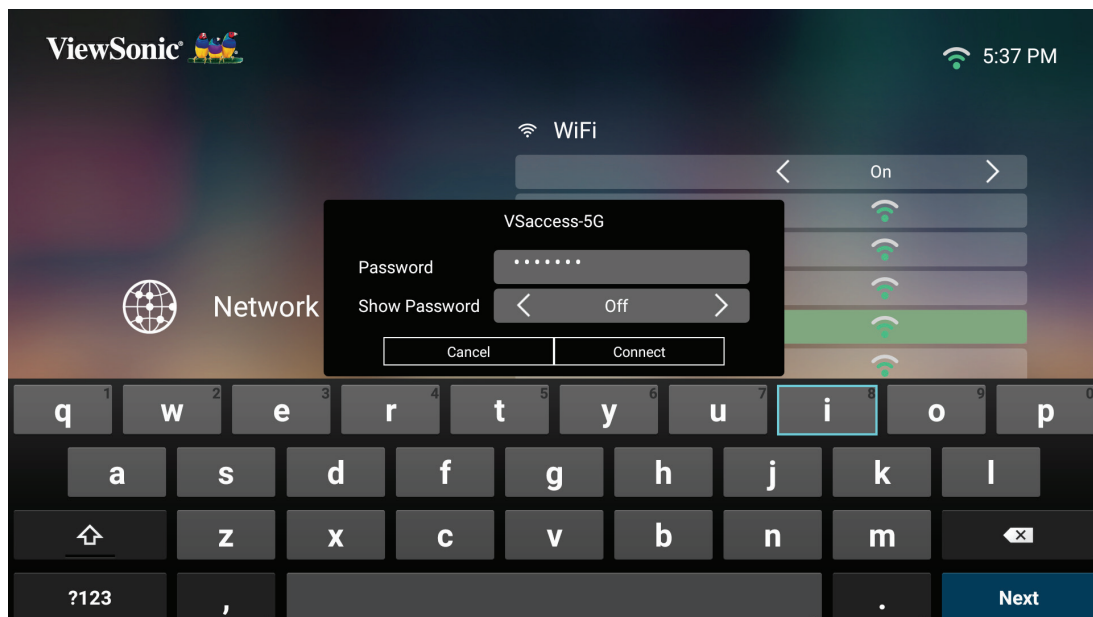 ViewSonic®
5:37 PM
WiFi
On
VSaccess-5G
Password •••••••
Show Password Off
Cancel Connect
Network
q 1 w 2 e 3 r 4 t 5 y 6 u 7 i 8 o 9 p 0
a s d f g h j k l
z x c v b n m
?123 , . Next